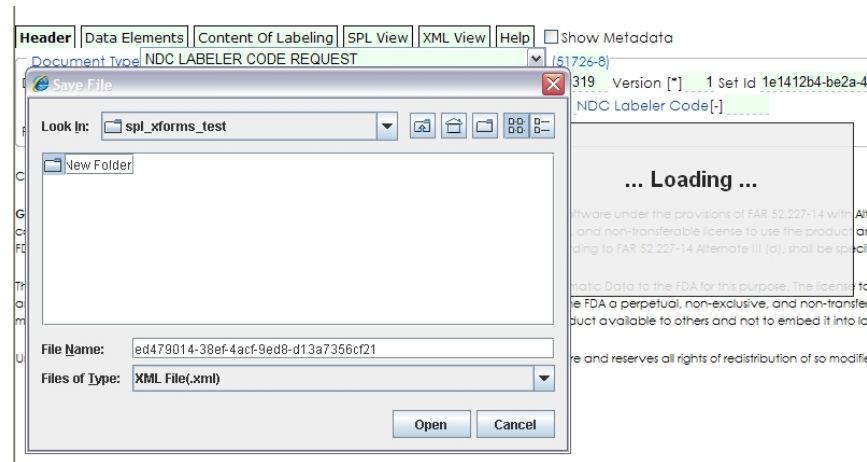 Header Data Elements Content Of Labeling SPL View XML View Help Show Metadata
Document Type NDC LABELER CODE REQUEST (51726-8)
Save File
319 Version [*] 1 Set Id 1e1412b4-be2a-4
NDC Labeler Code[-]
Look In: spl_xforms_test
New Folder
... Loading ...
ftware under the provisions of FAR 52.227-14 with Alt
, and non-transferable license to use the product an
rding to FAR 52.227-14 Alternate III (d), shall be speci
matic Data to the FDA for this purpose. The license to
e FDA a perpetual, non-exclusive, and non-transfe
duct available to others and not to embed it into la
File Name: ed479014-38ef-4acf-9ed8-d13a7356cf21
re and reserves all rights of redistribution of so modifie
Files of Type: XML File(.xml)
Open Cancel